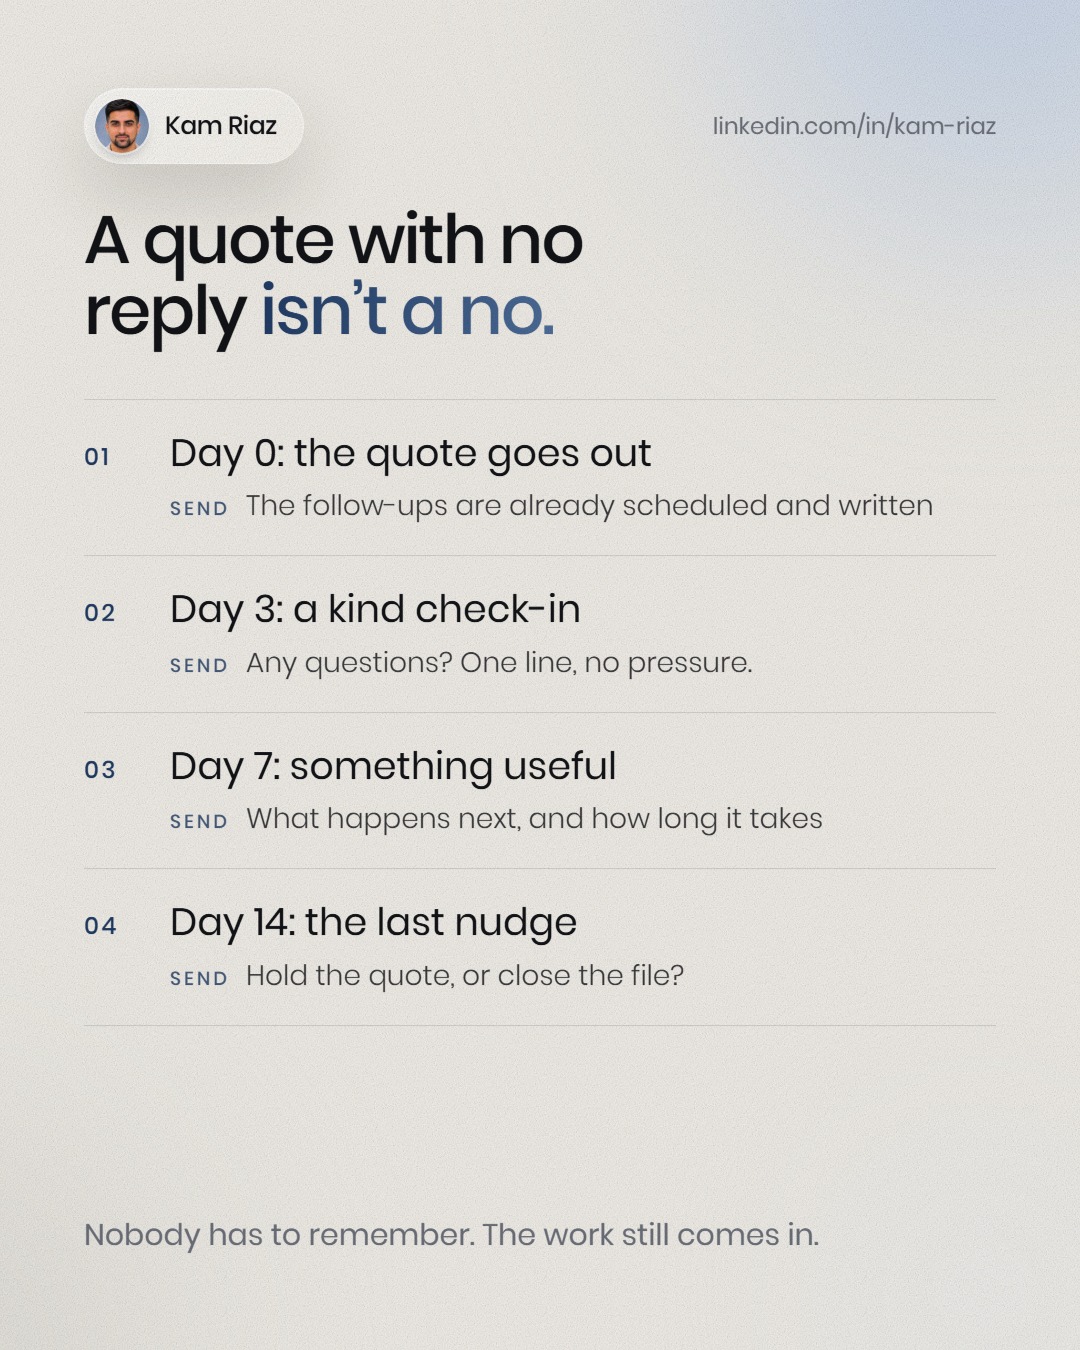 Kam Riaz
linkedin.com/in/kam-riaz
A quote with no
reply isn’t a no.
01
Day 0: the quote goes out
SEND The follow-ups are already scheduled and written
02
Day 3: a kind check-in
SEND Any questions? One line, no pressure.
03
Day 7: something useful
SEND What happens next, and how long it takes
04
Day 14: the last nudge
SEND Hold the quote, or close the file?
Nobody has to remember. The work still comes in.